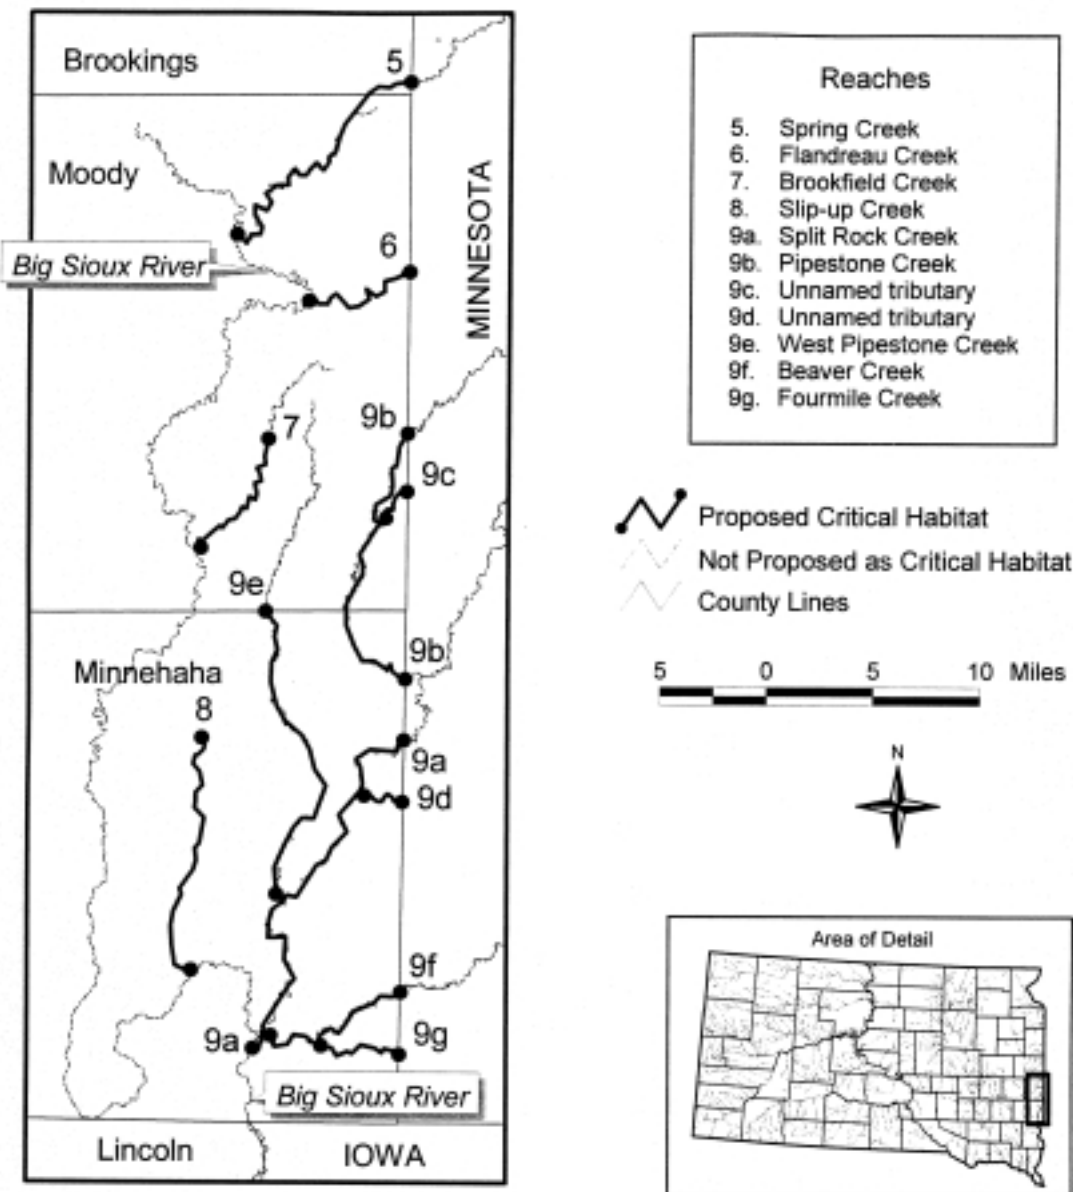 Brookings
5
Moody
MINNESOTA
Big Sioux River
6
7
9b
9c
9e
9b
Minnehaha
8
9a
9d
9f
9a
9g
Big Sioux River
Lincoln
IOWA
Reaches
5. Spring Creek
6. Flandreau Creek
7. Brookfield Creek
8. Slip-up Creek
9a. Split Rock Creek
9b. Pipestone Creek
9c. Unnamed tributary
9d. Unnamed tributary
9e. West Pipestone Creek
9f. Beaver Creek
9g. Fourmile Creek
Proposed Critical Habitat
Not Proposed as Critical Habitat
County Lines
5 0 5 10 Miles
N
Area of Detail